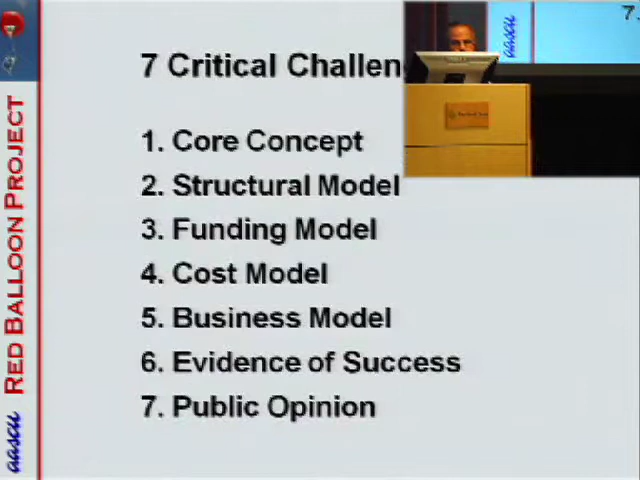 7 Critical Challen
1. Core Concept
2. Structural Model
3. Funding Model
4. Cost Model
5. Business Model
6. Evidence of Success
7. Public Opinion
aascu RED BALLOON PROJECT
aascu
7.